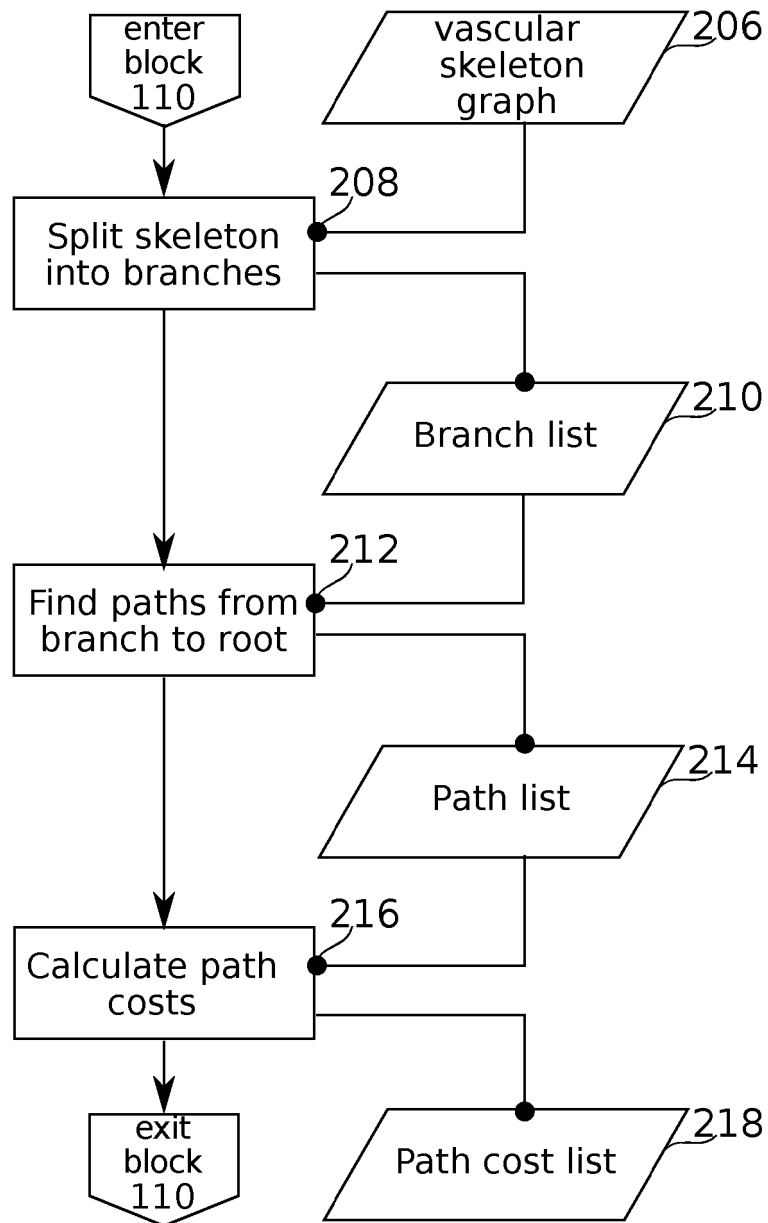 enter
block
110
vascular
skeleton
graph
206
208
Split skeleton
into branches
210
Branch list
212
Find paths from
branch to root
214
Path list
216
Calculate path
costs
exit
block
110
218
Path cost list